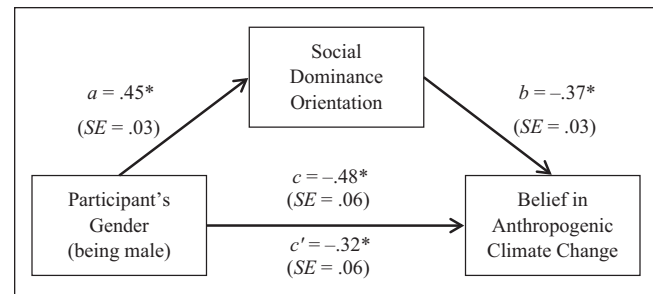 Social
Dominance
Orientation
a = .45*
(SE = .03)
b = –.37*
(SE = .03)
Participant's
Gender
(being male)
c = –.48*
(SE = .06)
c' = –.32*
(SE = .06)
Belief in
Anthropogenic
Climate Change